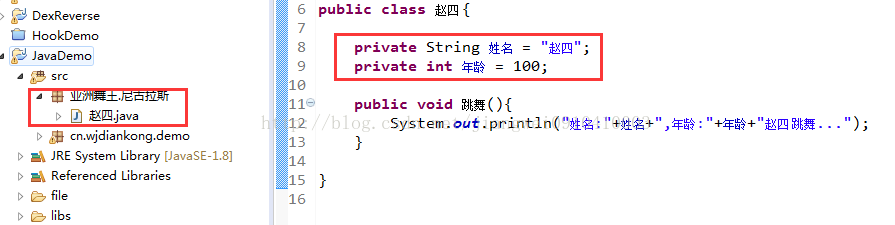 DexReverse
HookDemo
JavaDemo
src
亚洲舞王.尼古拉斯
赵四.java
cn.wjdiankong.demo
JRE System Library [JavaSE-1.8]
Referenced Libraries
file
libs
6 public class 赵四{
7
8 private String 姓名 = "赵四";
9 private int 年龄 = 100;
10
11 public void 跳舞(){
12 System.out.println("姓名:"+姓名+",年龄:"+年龄+"赵四跳舞...");
13 }
14
15 }
16